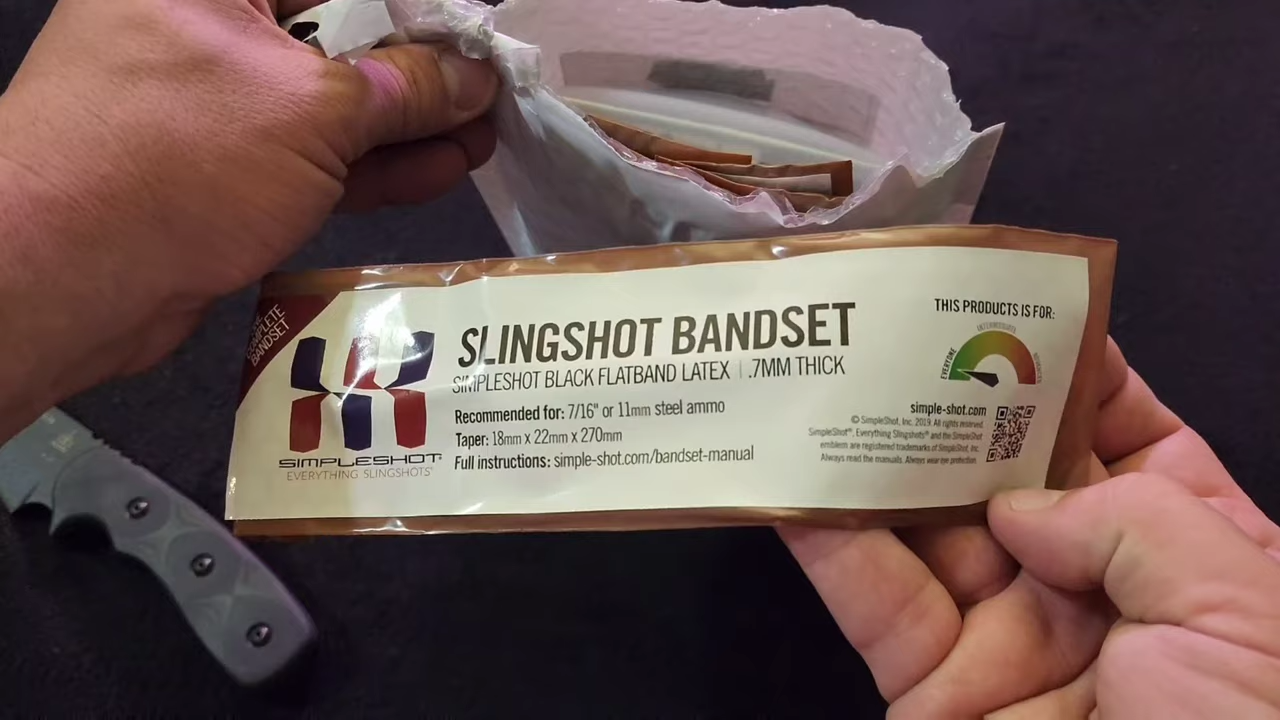 COMPLETE
BANDSET
SLINGSHOT BANDSET
SIMPLESHOT BLACK FLATBAND LATEX | .7MM THICK
Recommended for: 7/16" or 11mm steel ammo
Taper: 18mm x 22mm x 270mm
Full instructions: simple-shot.com/bandset-manual
SIMPLESHOT®
EVERYTHING SLINGSHOTS®
THIS PRODUCTS IS FOR:
EVERYONE
INTERMEDIATE
ADVANCED
simple-shot.com
© SimpleShot, Inc. 2019. All rights reserved.
SimpleShot®, Everything Slingshots® and the SimpleShot
emblem are registered trademarks of SimpleShot, Inc.
Always read the manuals. Always wear eye protection.